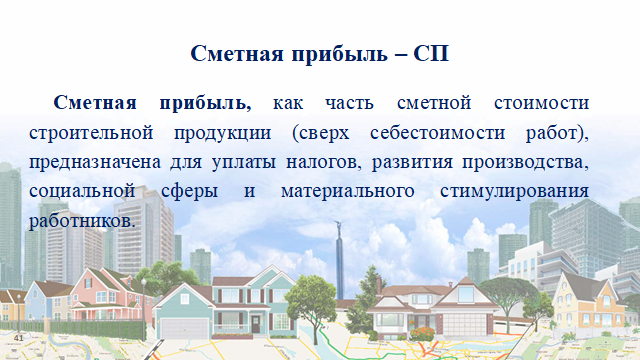 Сметная прибыль – СП
Сметная прибыль, как часть сметной стоимости
строительной продукции (сверх себестоимости работ),
предназначена для уплаты налогов, развития производства,
социальной сферы и материального стимулирования
работников.
41